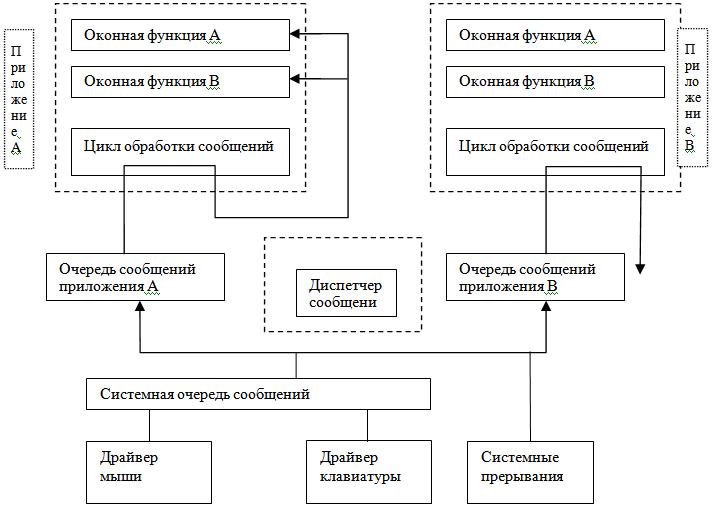 П
ри
ло
же
ни
е
А
Оконная функция А
Оконная функция В
Цикл обработки сообщений
Оконная функция А
Оконная функция В
Цикл обработки сообщений
П
ри
ло
же
ни
е
В
Очередь сообщений
приложения А
Диспетчер
сообщени
Очередь сообщений
приложения В
Системная очередь сообщений
Драйвер
мыши
Драйвер
клавиатуры
Системные
прерывания